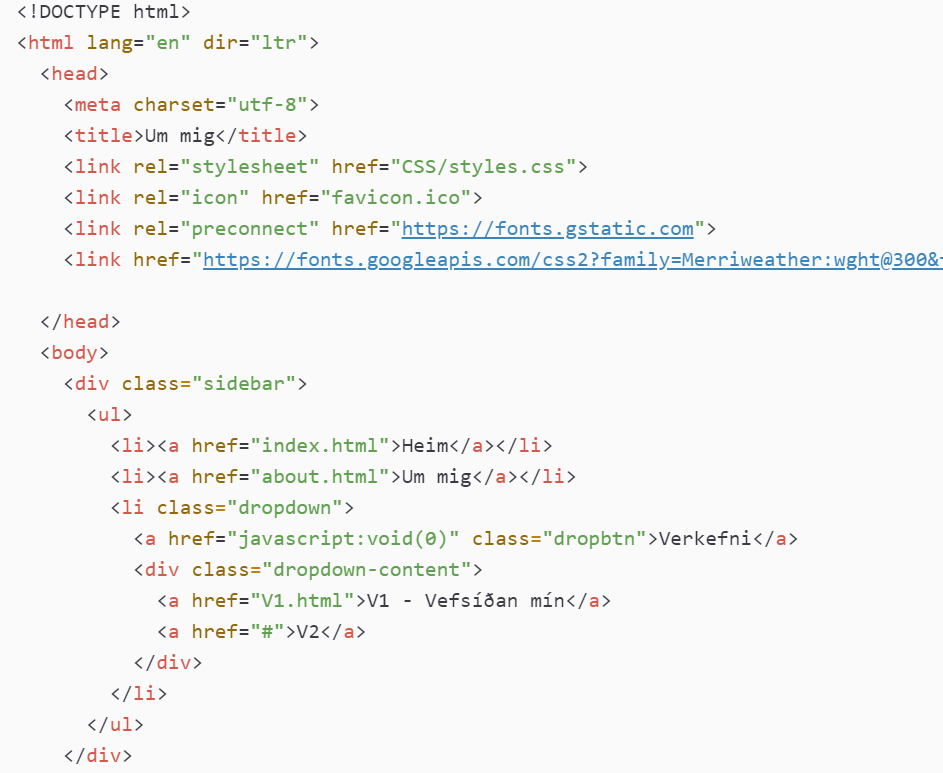 <!DOCTYPE html>
<html lang="en" dir="ltr">
  <head>
    <meta charset="utf-8">
    <title>Um mig</title>
    <link rel="stylesheet" href="CSS/styles.css">
    <link rel="icon" href="favicon.ico">
    <link rel="preconnect" href="https://fonts.gstatic.com">
    <link href="https://fonts.googleapis.com/css2?family=Merriweather:wght@300&

  </head>
  <body>
    <div class="sidebar">
      <ul>
        <li><a href="index.html">Heim</a></li>
        <li><a href="about.html">Um mig</a></li>
        <li class="dropdown">
          <a href="javascript:void(0)" class="dropbtn">Verkefni</a>
          <div class="dropdown-content">
            <a href="V1.html">V1 - Vefsíðan mín</a>
            <a href="#">V2</a>
          </div>
        </li>
      </ul>
    </div>